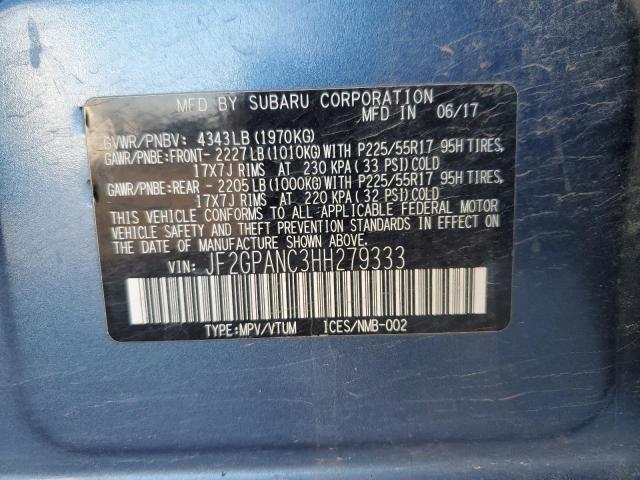 MFD BY SUBARU CORPORATION
MFD IN 06/17
GVWR/PNBV: 4343LB(1970KG)
GAWR/PNBE:FRONT- 2227LB(1010KG)WITH P225/55R17 95H TIRES,
17X7J RIMS AT 230 KPA (33 PSI)COLD
GAWR/PNBE:REAR - 2205LB(1000KG)WITH P225/55R17 95H TIRES,
17X7J RIMS AT 220 KPA (32 PSI)COLD
THIS VEHICLE CONFORMS TO ALL APPLICABLE FEDERAL MOTOR
VEHICLE SAFETY AND THEFT PREVENTION STANDARDS IN EFFECT ON
THE DATE OF MANUFACTURE SHOWN ABOVE.
VIN: JF2GPANC3HH279333
TYPE:MPV/VTUM ICES/NMB-002